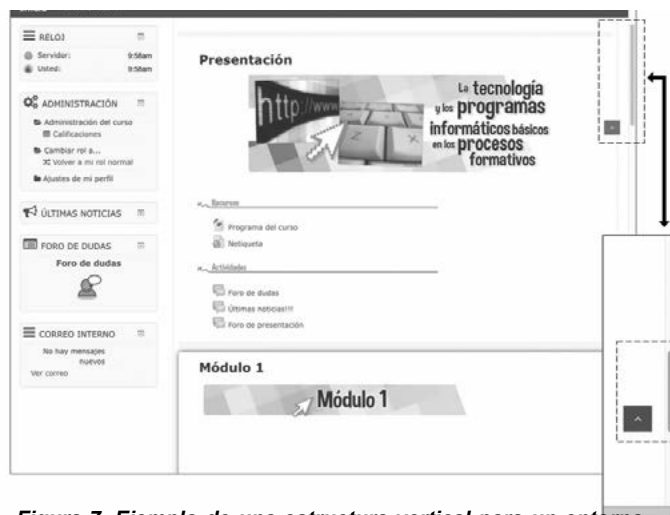 RELOJ
Servidor: 9:58am
Usted: 9:58am
ADMINISTRACIÓN
Administración del curso
Calificaciones
Cambiar rol a...
Volver a mi rol normal
Ajustes de mi perfil
ÚLTIMAS NOTICIAS
FORO DE DUDAS
Foro de dudas
CORREO INTERNO
No hay mensajes
nuevos
Ver correo
Presentación
http://www
La tecnología
y los programas
informáticos básicos
en los procesos
formativos
Recursos
Programa del curso
Netiqueta
Actividades
Foro de dudas
Últimas noticias!!!
Foro de presentación
Módulo 1
Módulo 1
Figura 7. Ejemplo de una estructura vertical para un entorno